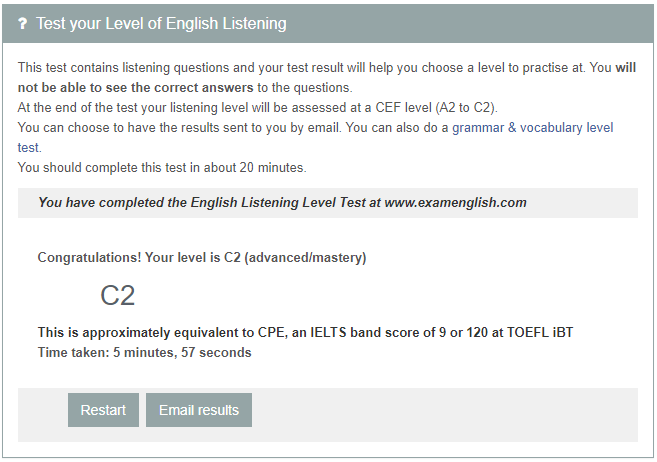 ? Test your Level of English Listening
This test contains listening questions and your test result will help you choose a level to practise at. You will
not be able to see the correct answers to the questions.
At the end of the test your listening level will be assessed at a CEF level (A2 to C2).
You can choose to have the results sent to you by email. You can also do a grammar & vocabulary level
test.
You should complete this test in about 20 minutes.
You have completed the English Listening Level Test at www.examenglish.com
Congratulations! Your level is C2 (advanced/mastery)
C2
This is approximately equivalent to CPE, an IELTS band score of 9 or 120 at TOEFL iBT
Time taken: 5 minutes, 57 seconds
Restart Email results